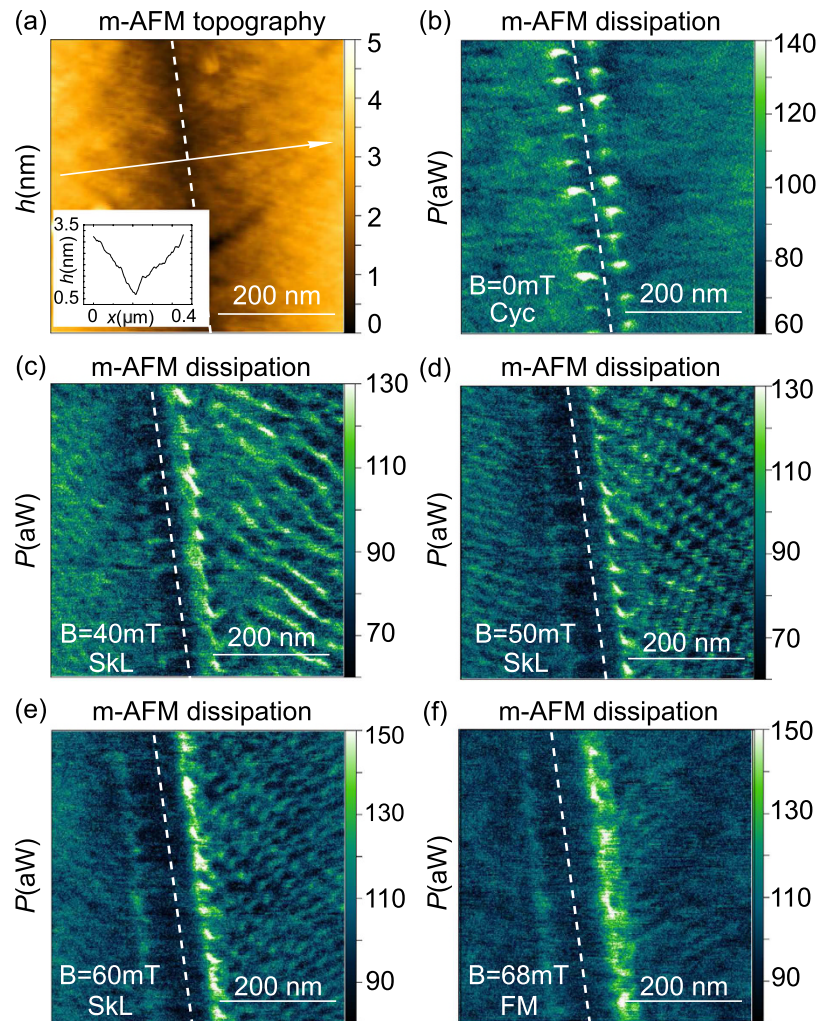 (a) m-AFM topography
h(nm)
5
4
3
2
1
0
3.5
h(nm)
0.5
0 0.4
x(μm)
200 nm
(b) m-AFM dissipation
P(aW)
140
120
100
80
60
B=0mT
Cyc
200 nm
(c) m-AFM dissipation
P(aW)
130
110
90
70
B=40mT
SkL
200 nm
(d) m-AFM dissipation
P(aW)
130
110
90
70
B=50mT
SkL
200 nm
(e) m-AFM dissipation
P(aW)
150
130
110
90
B=60mT
SkL
200 nm
(f) m-AFM dissipation
P(aW)
150
130
110
90
B=68mT
FM
200 nm